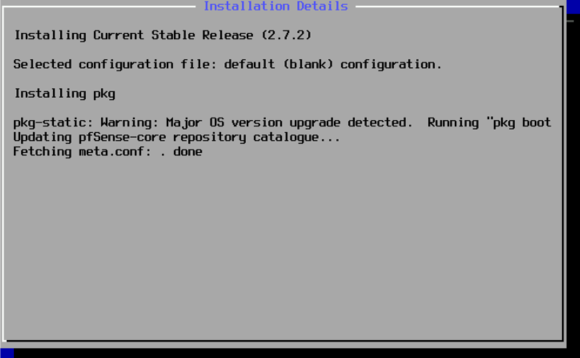 Installation Details
Installing Current Stable Release (2.7.2)
Selected configuration file: default (blank) configuration.
Installing pkg
pkg-static: Warning: Major OS version upgrade detected.  Running "pkg boot
Updating pfSense-core repository catalogue...
Fetching meta.conf: . done